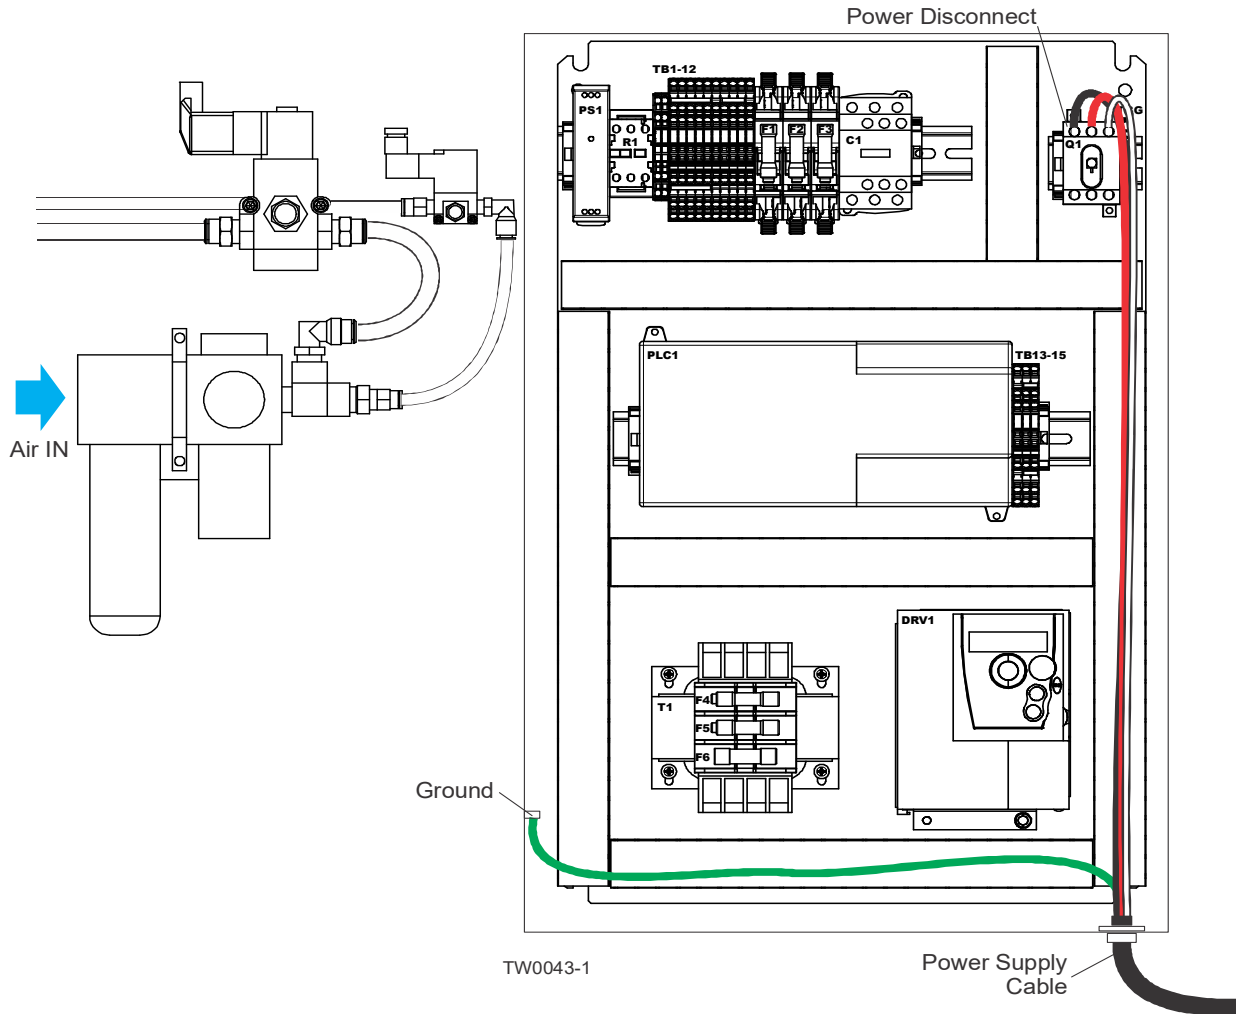 Power Disconnect
TB1-12
PS1
R1
F1
F2
F3
C1
G
Q1
PLC1
TB13-15
Air IN
DRV1
T1
F4
F5
F6
Ground
TW0043-1
Power Supply
Cable